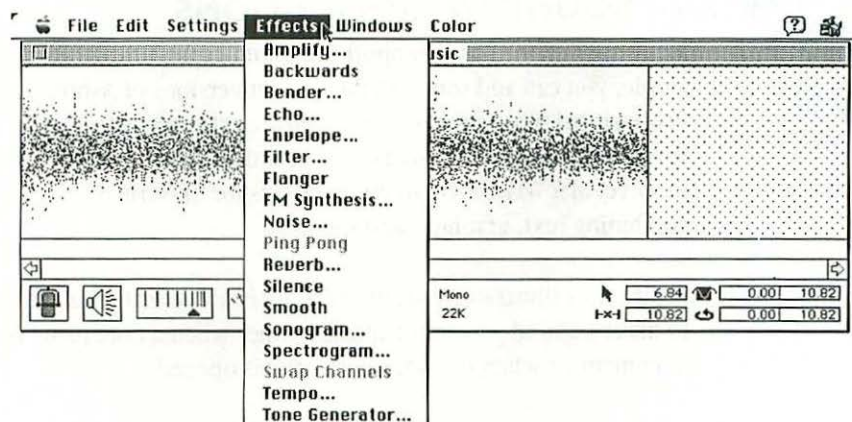 File Edit Settings Effects Windows Color
usic
Amplify...
Backwards
Bender...
Echo...
Envelope...
Filter...
Flanger
FM Synthesis...
Noise...
Ping Pong
Reverb...
Silence
Smooth
Sonogram...
Spectrogram...
Swap Channels
Tempo...
Tone Generator...
Mono 6.84 0.00 10.82
22K 10.82 0.00 10.82